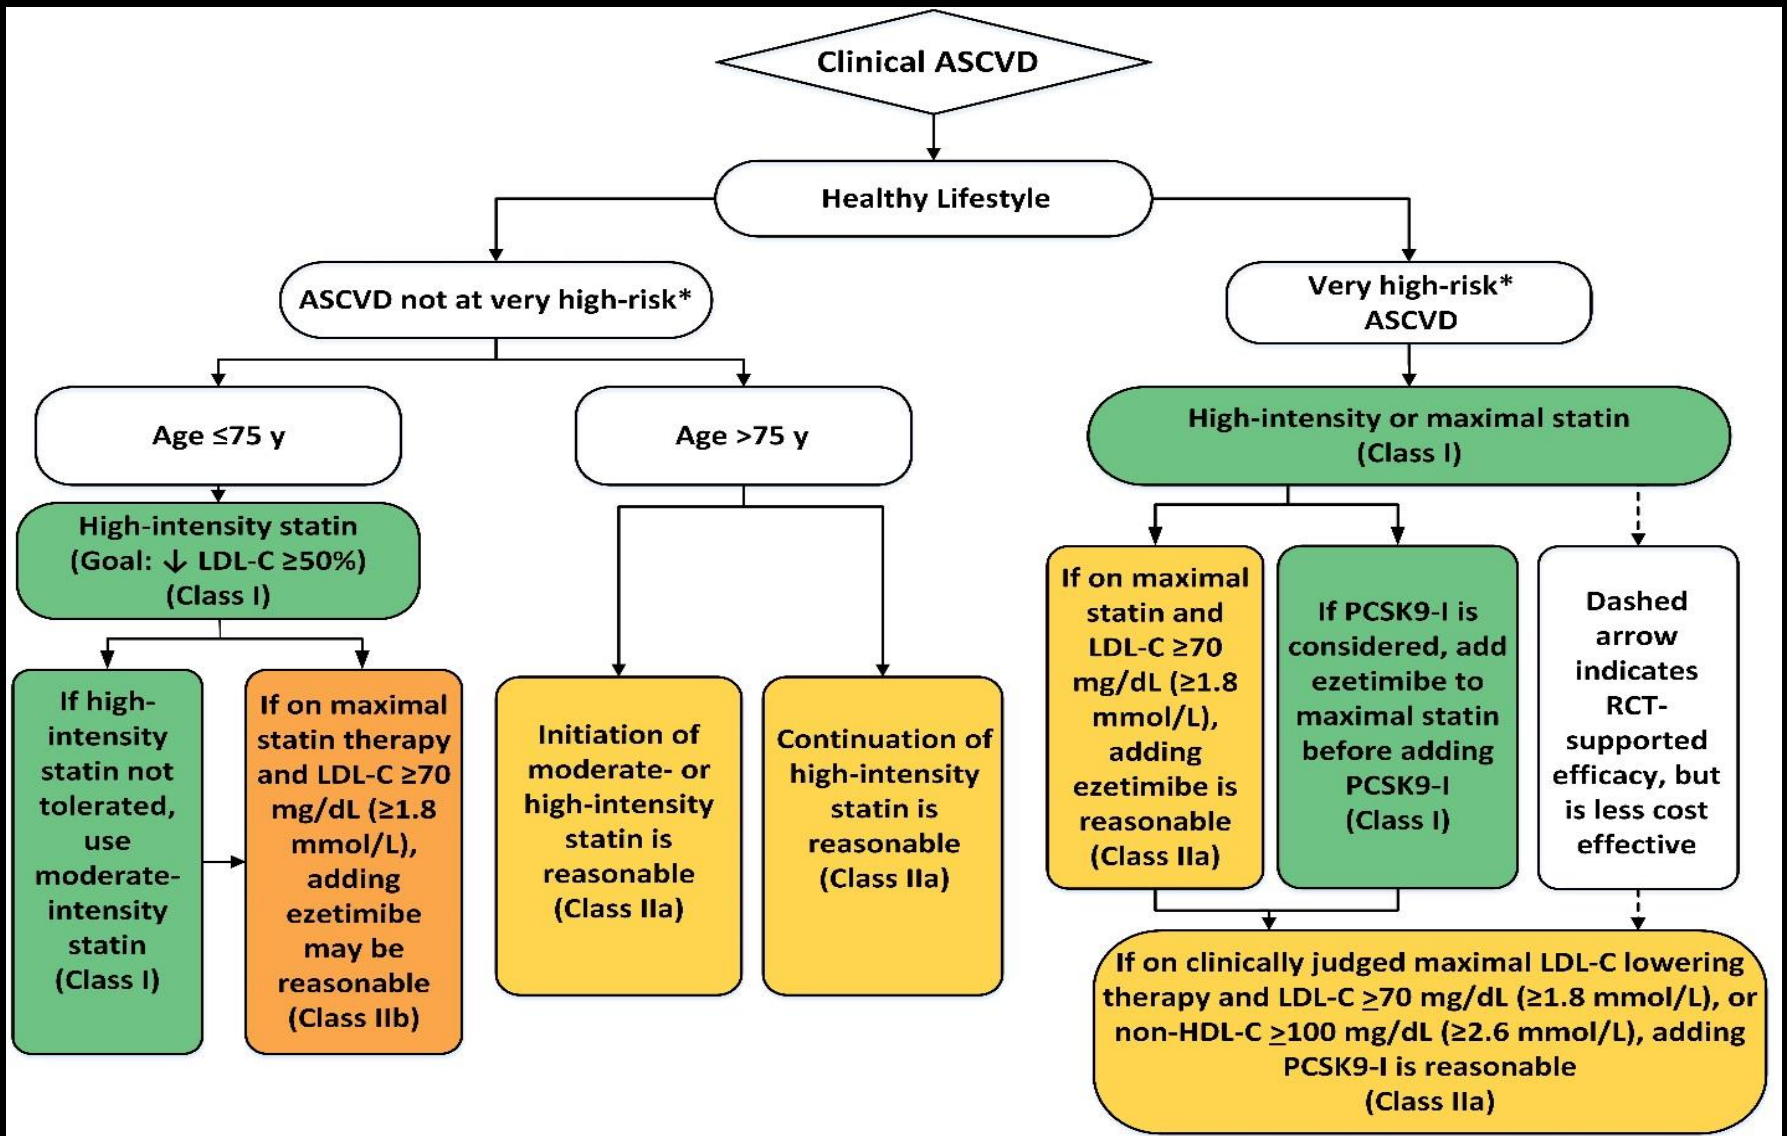 Clinical ASCVD
Healthy Lifestyle
ASCVD not at very high-risk*
Very high-risk*
ASCVD
Age ≤75 y
Age >75 y
High-intensity or maximal statin
(Class I)
High-intensity statin
(Goal: ↓ LDL-C ≥50%)
(Class I)
If high-
intensity
statin not
tolerated,
use
moderate-
intensity
statin
(Class I)
If on maximal
statin therapy
and LDL-C ≥70
mg/dL (≥1.8
mmol/L),
adding
ezetimibe
may be
reasonable
(Class IIb)
Initiation of
moderate- or
high-intensity
statin is
reasonable
(Class IIa)
Continuation of
high-intensity
statin is
reasonable
(Class IIa)
If on maximal
statin and
LDL-C ≥70
mg/dL (≥1.8
mmol/L),
adding
ezetimibe is
reasonable
(Class IIa)
If PCSK9-I is
considered, add
ezetimibe to
maximal statin
before adding
PCSK9-I
(Class I)
Dashed
arrow
indicates
RCT-
supported
efficacy, but
is less cost
effective
If on clinically judged maximal LDL-C lowering
therapy and LDL-C ≥70 mg/dL (≥1.8 mmol/L), or
non-HDL-C ≥100 mg/dL (≥2.6 mmol/L), adding
PCSK9-I is reasonable
(Class IIa)